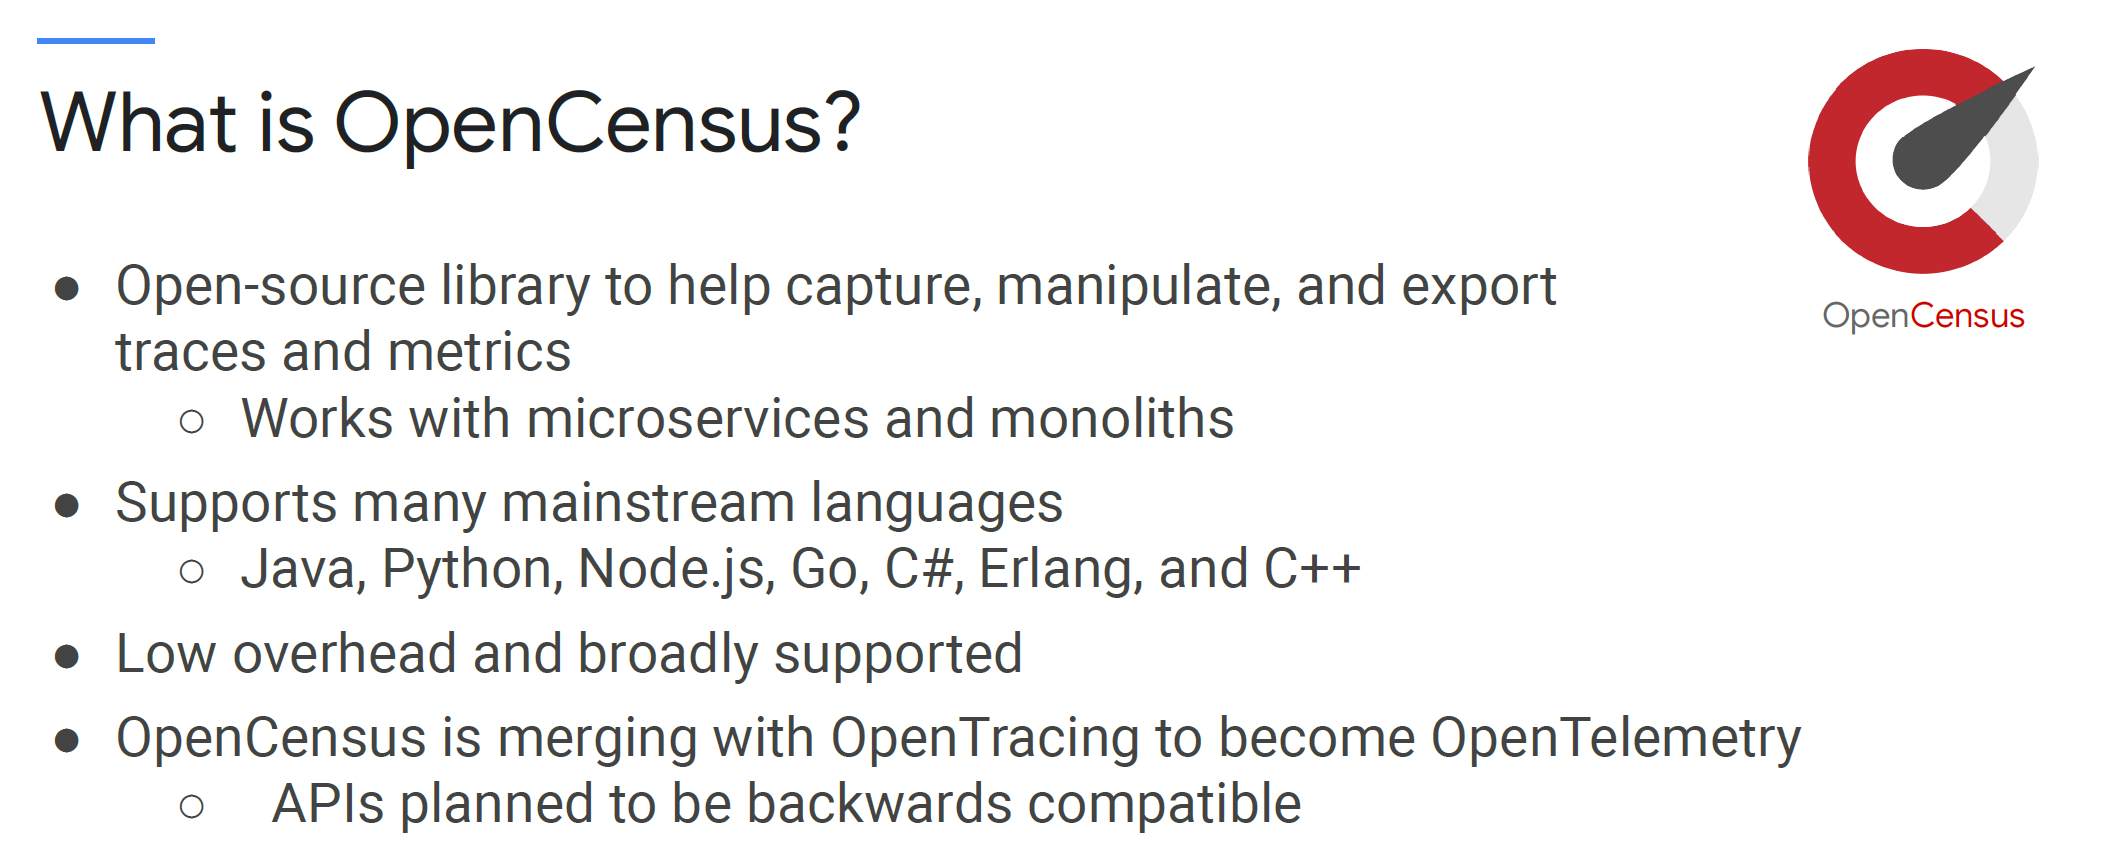 What is OpenCensus?
● Open-source library to help capture, manipulate, and export
traces and metrics
○ Works with microservices and monoliths
● Supports many mainstream languages
○ Java, Python, Node.js, Go, C#, Erlang, and C++
● Low overhead and broadly supported
● OpenCensus is merging with OpenTracing to become OpenTelemetry
○ APIs planned to be backwards compatible
OpenCensus